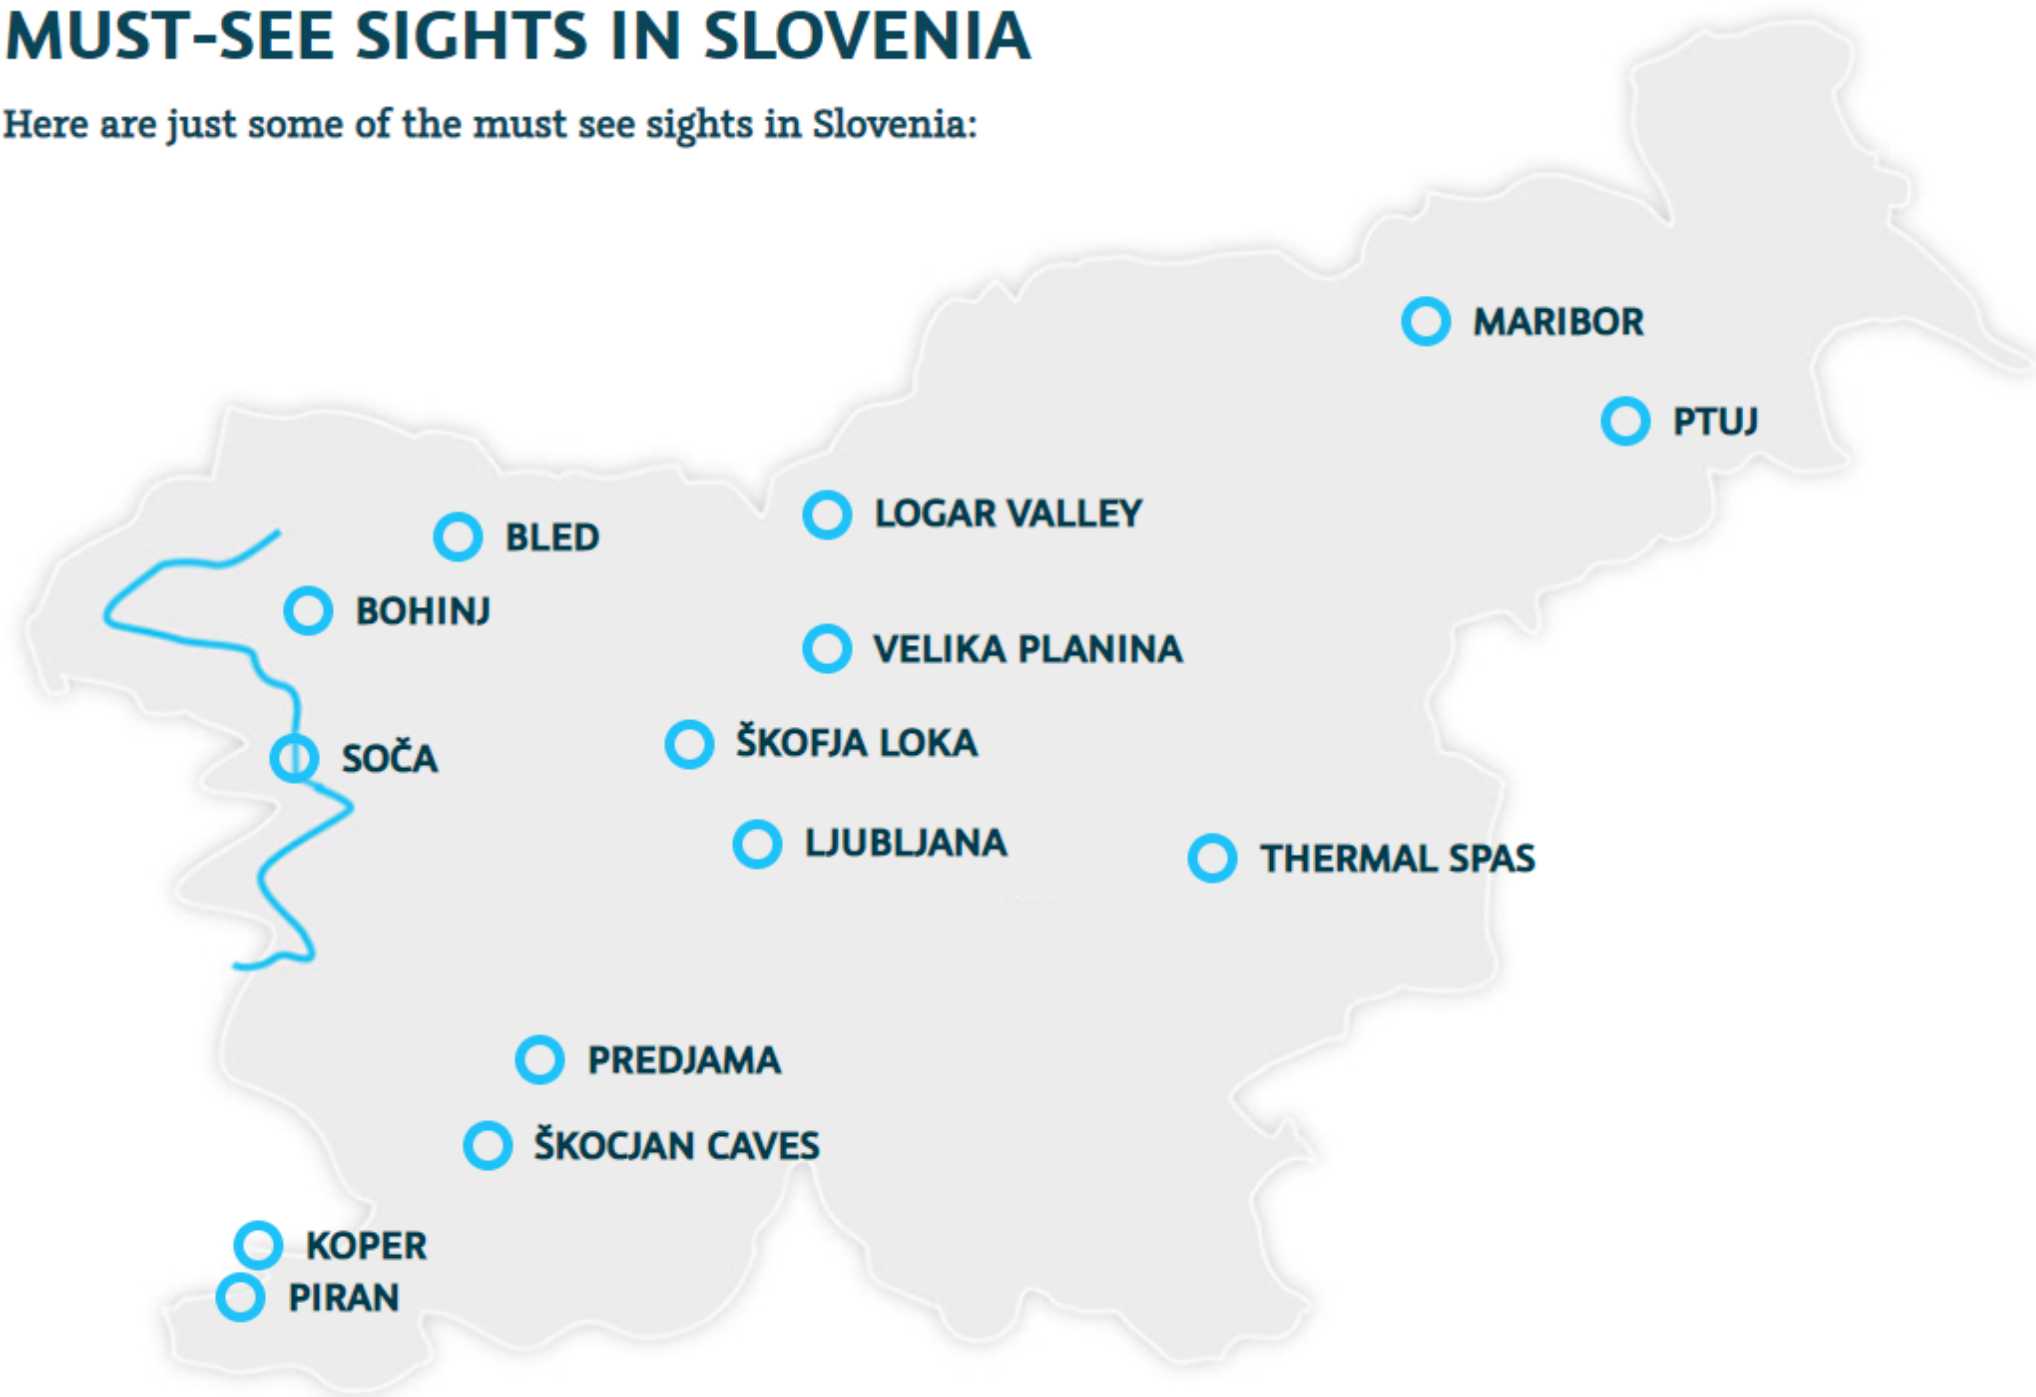 MUST-SEE SIGHTS IN SLOVENIA
Here are just some of the must see sights in Slovenia:
MARIBOR
PTUJ
LOGAR VALLEY
BLED
BOHINJ
VELIKA PLANINA
ŠKOFJA LOKA
SOČA
LJUBLJANA
THERMAL SPAS
PREDJAMA
ŠKOCJAN CAVES
KOPER
PIRAN